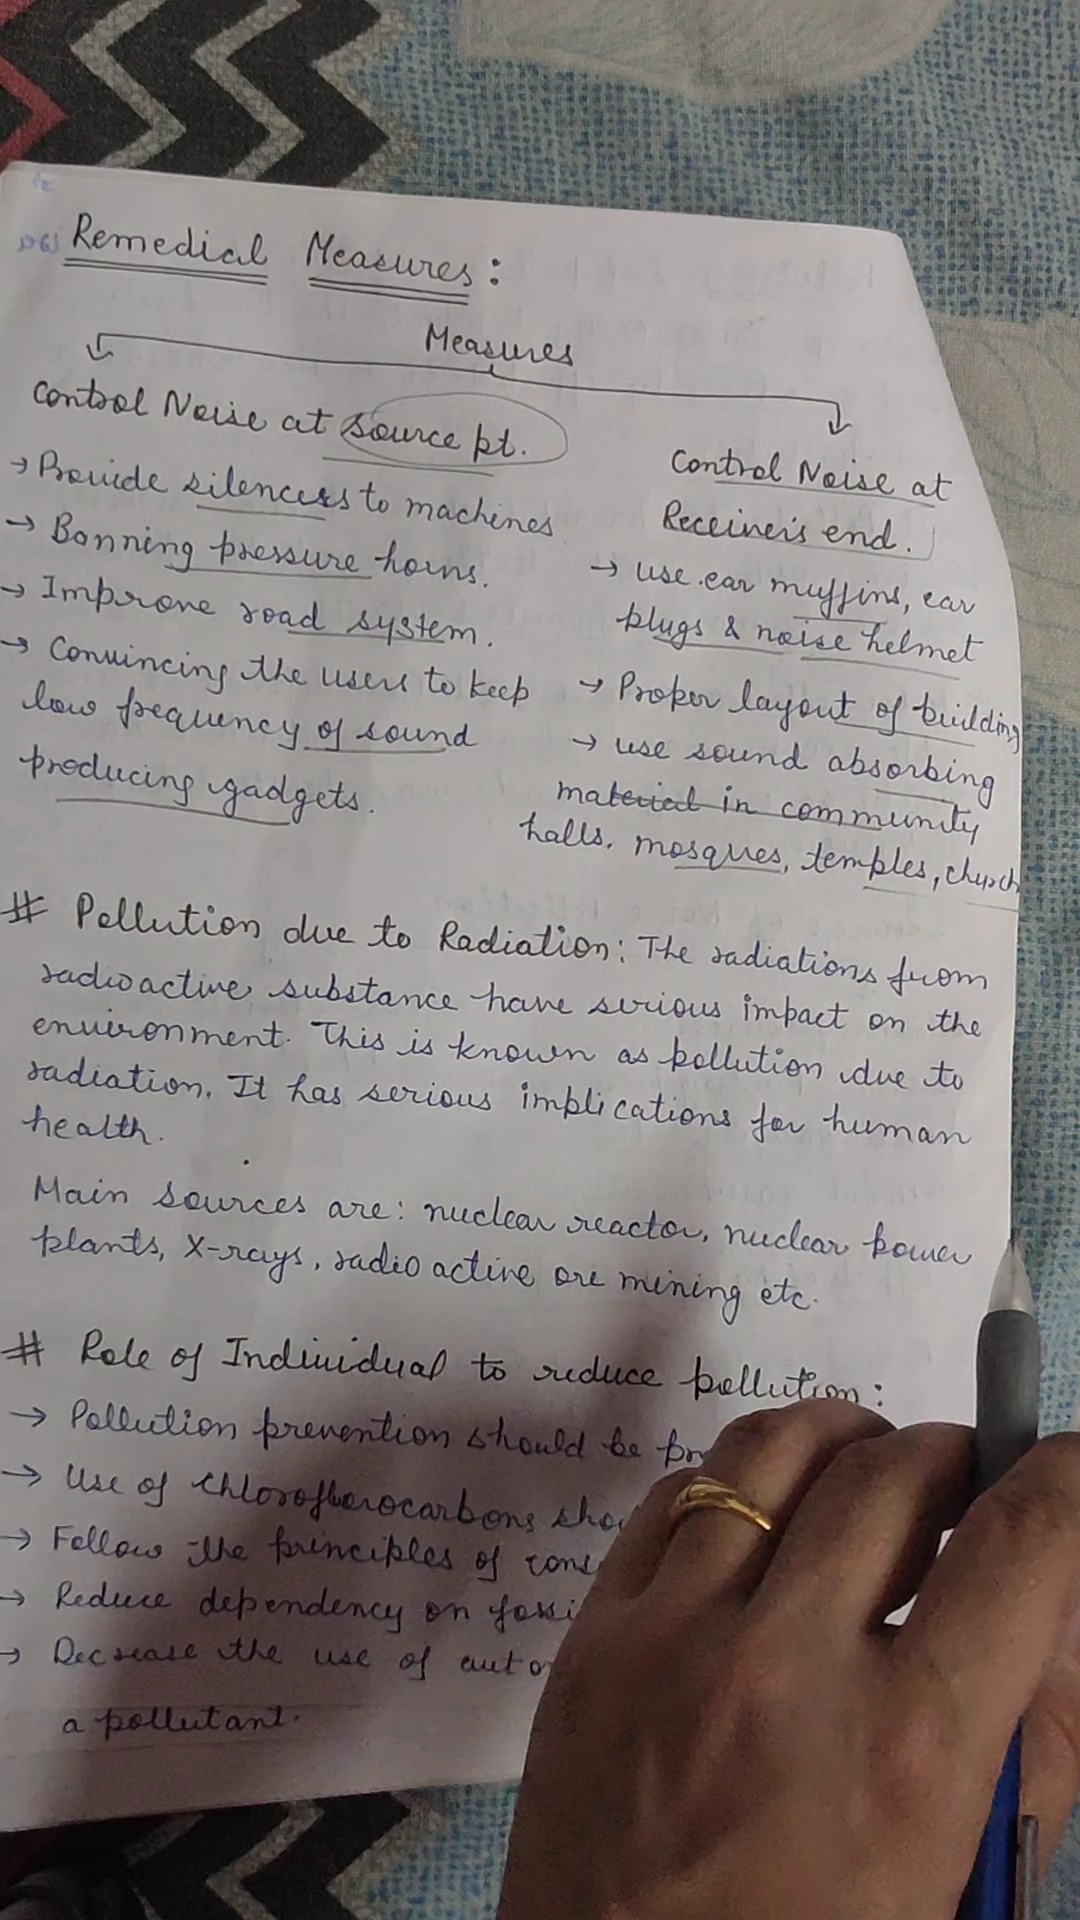 Remedial Measures:
Measures
Control Noise at source pt.
→ Provide silencers to machines
→ Banning pressure horns.
→ Improve road system.
→ Convincing the users to keep
low frequency of sound
producing gadgets.
Control Noise at
Receiver's end.
→ use ear muffins, ear
plugs & noise helmet
→ Proper layout of building
→ use sound absorbing
material in community
halls, mosques, temples, church
# Pollution due to Radiation: The radiations from
radioactive substance have serious impact on the
environment. This is known as pollution due to
radiation. It has serious implications for human
health.
Main sources are: nuclear reactor, nuclear power
plants, X-rays, radio active ore mining etc.
# Role of Individual to reduce pollution:
→ Pollution prevention should be
→ Use of Chloroflorocarbons
→ Follow the principles of
→ Reduce dependency on
→ Decrease the use of
a pollutant.